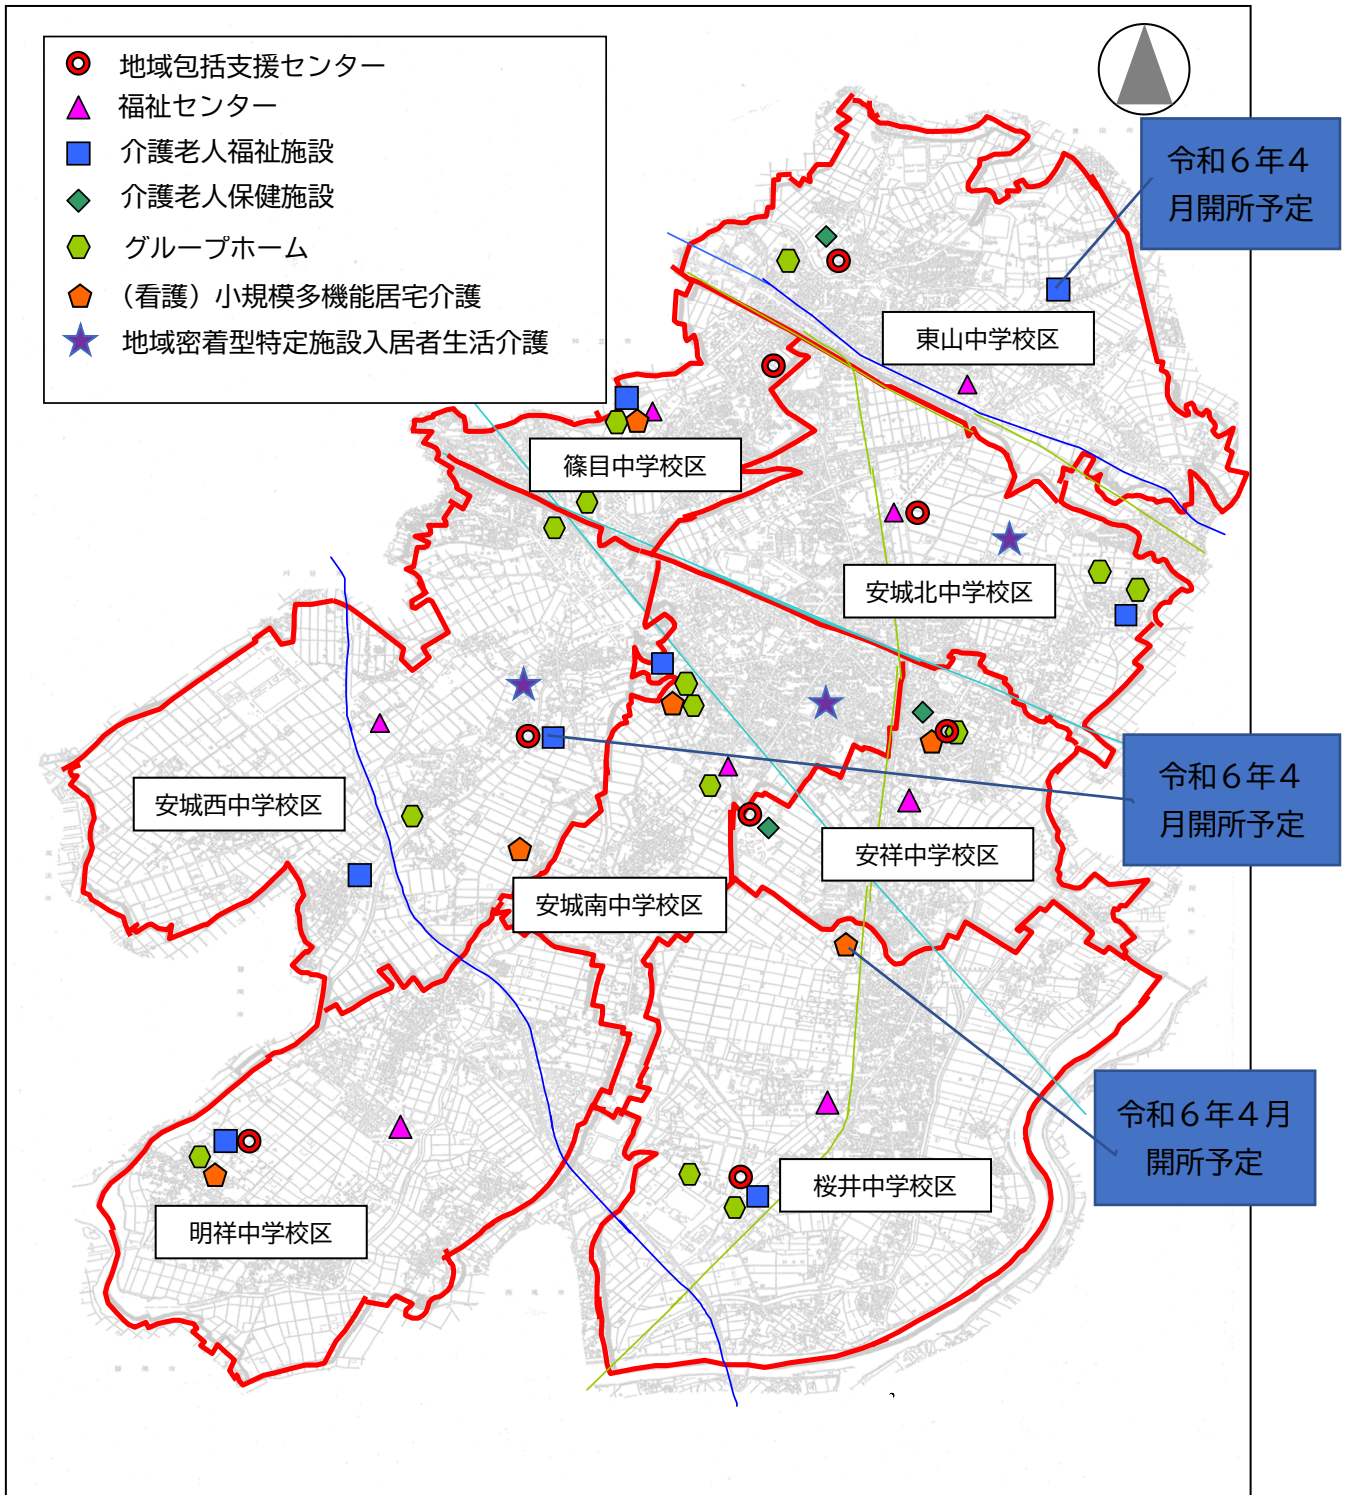 地域包括支援センター
福祉センター
介護老人福祉施設
介護老人保健施設
グループホーム
（看護）小規模多機能居宅介護
地域密着型特定施設入居者生活介護
令和６年４
月開所予定
東山中学校区
篠目中学校区
安城北中学校区
令和６年４
月開所予定
安城西中学校区
安祥中学校区
安城南中学校区
令和６年４月
開所予定
桜井中学校区
明祥中学校区